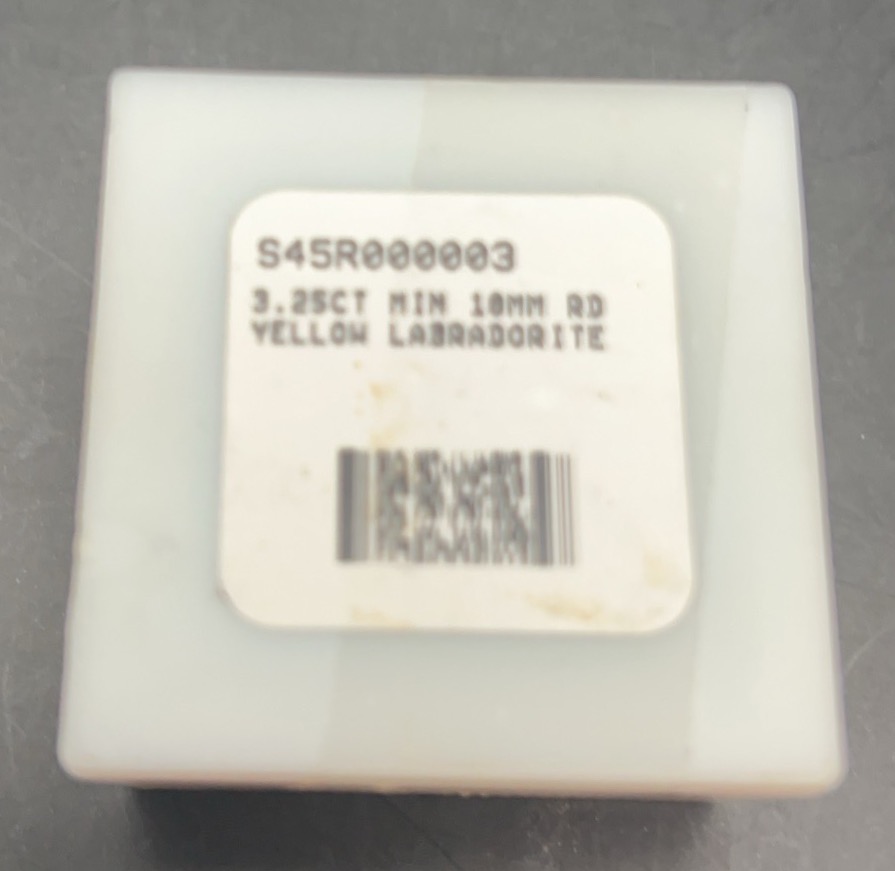 S45R000003
3.25CT MIN 10MM RD
YELLOW LABRADORITE